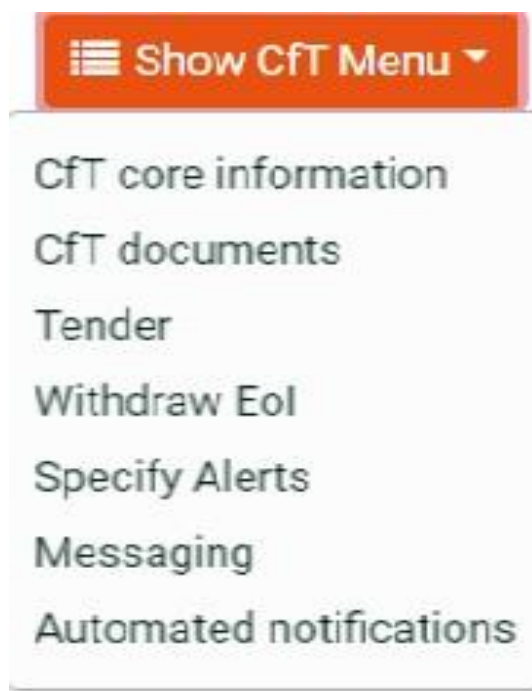 Show CfT Menu
CfT core information
CfT documents
Tender
Withdraw EoI
Specify Alerts
Messaging
Automated notifications